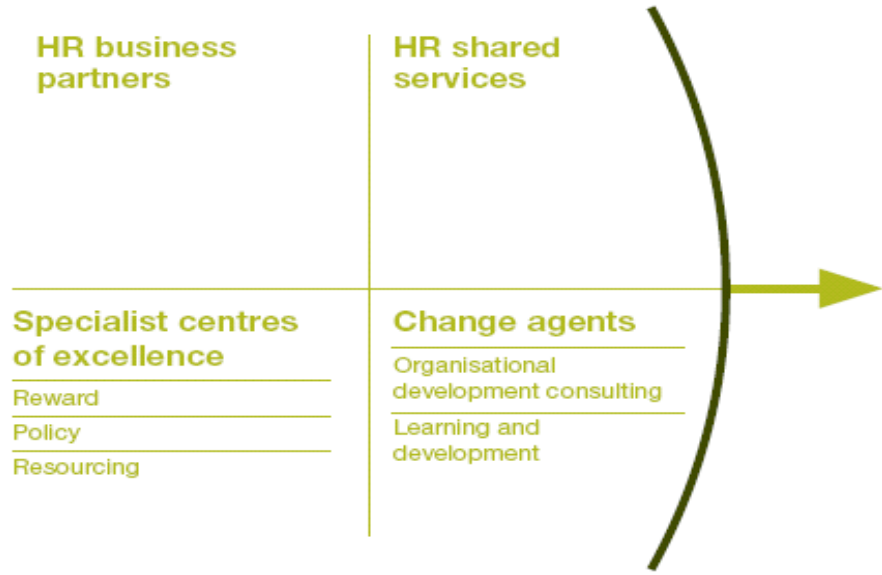 HR business
partners
HR shared
services
Specialist centres
of excellence
Reward
Policy
Resourcing
Change agents
Organisational
development consulting
Learning and
development